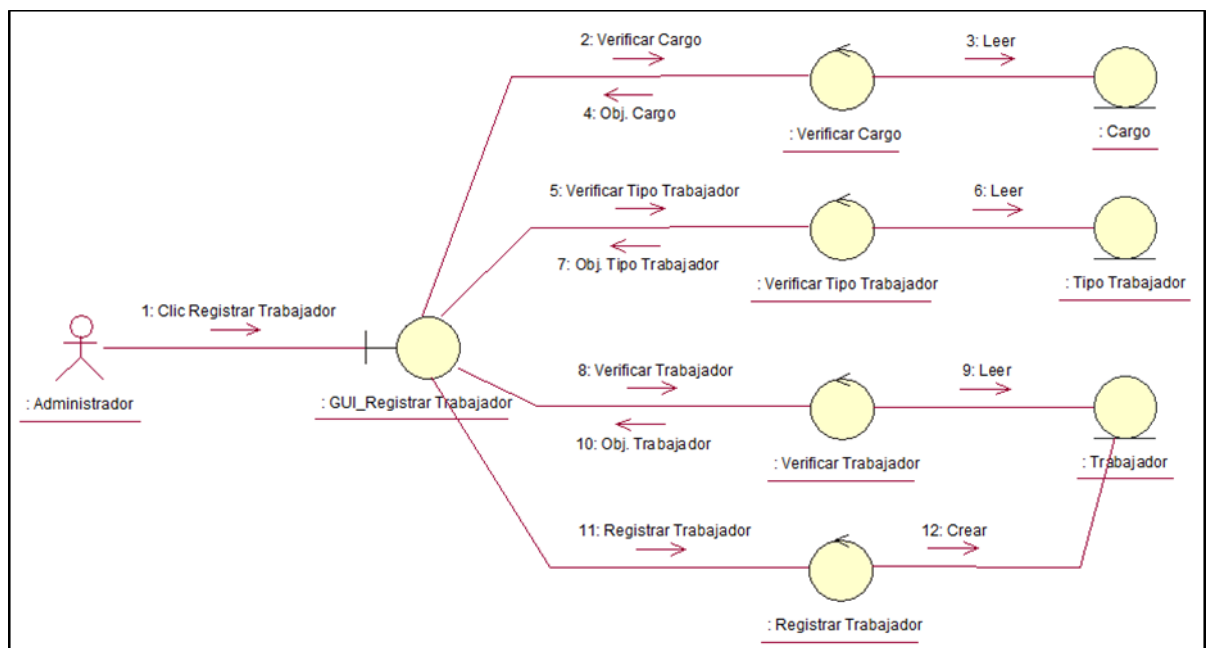 2: Verificar Cargo
3: Leer
4: Obj. Cargo
: Verificar Cargo
: Cargo
5: Verificar Tipo Trabajador
6: Leer
7: Obj. Tipo Trabajador
: Verificar Tipo Trabajador
: Tipo Trabajador
1: Clic Registrar Trabajador
: Administrador
: GUI_Registrar Trabajador
8: Verificar Trabajador
9: Leer
10: Obj. Trabajador
: Verificar Trabajador
: Trabajador
11: Registrar Trabajador
12: Crear
: Registrar Trabajador